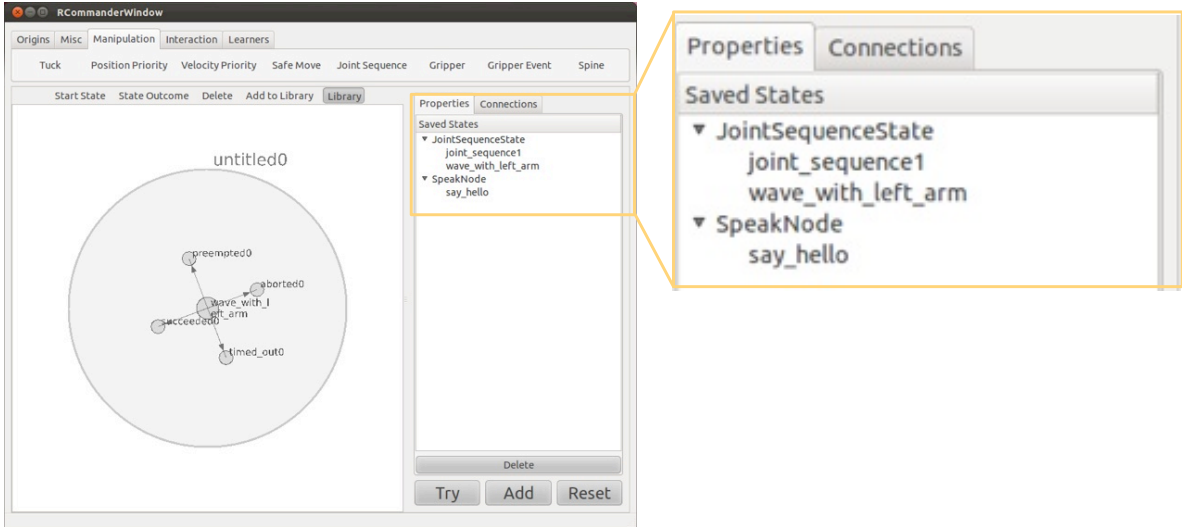 RCommanderWindow
Origins Misc Manipulation Interaction Learners
Tuck Position Priority Velocity Priority Safe Move Joint Sequence Gripper Gripper Event Spine
Start State State Outcome Delete Add to Library Library
Properties Connections
Saved States
JointSequenceState
joint_sequence1
wave_with_left_arm
SpeakNode
say_hello
untitled0
preempted0
aborted0
wave_with_l
eft_arm
succeeded0
timed_out0
Delete
Try Add Reset
Properties Connections
Saved States
JointSequenceState
joint_sequence1
wave_with_left_arm
SpeakNode
say_hello